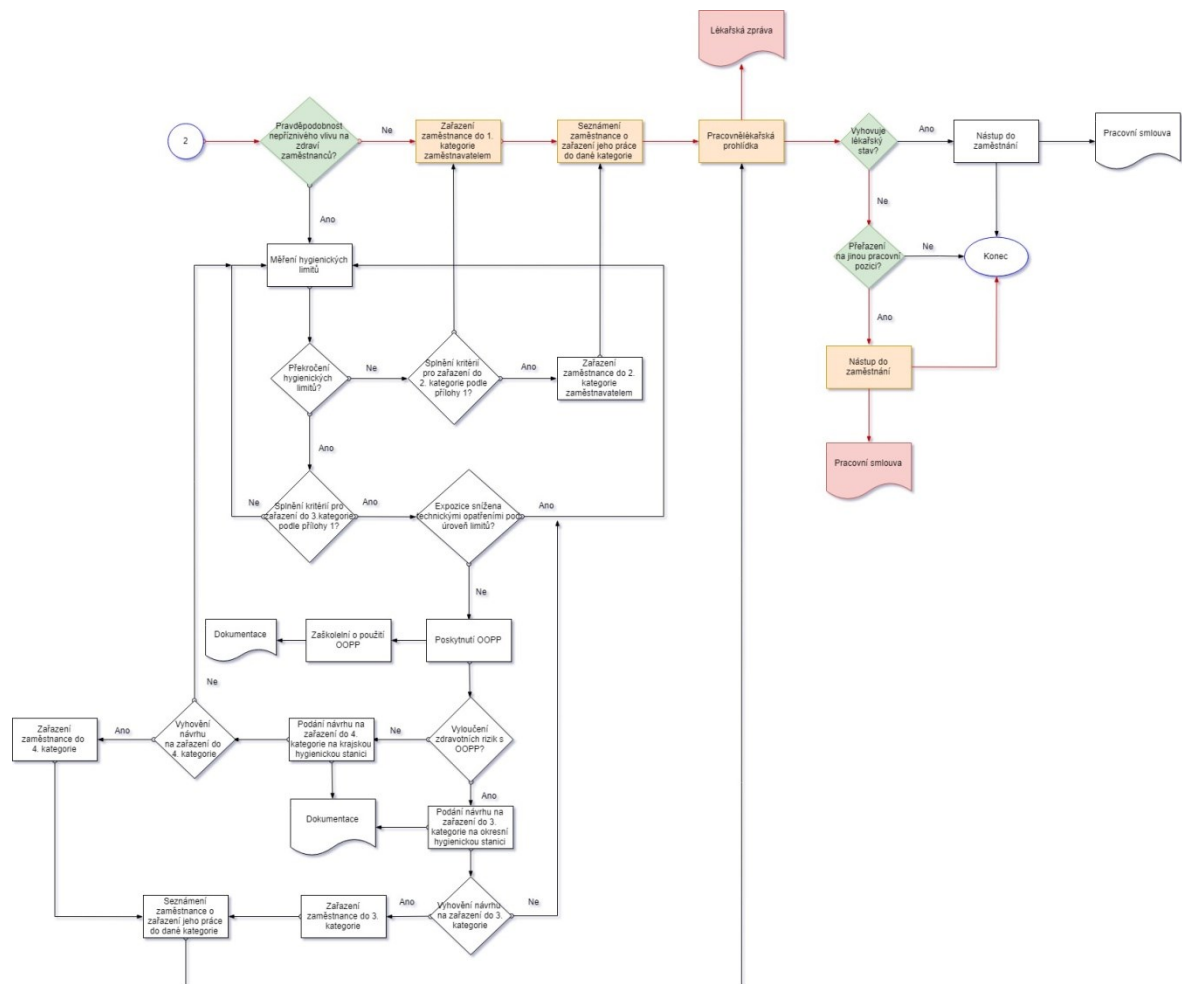 Lékařská zpráva
2
Pravděpodobnost
nepříznivého vlivu na
zdraví
zaměstnanců?
Ne
Zařazení
zaměstnance do 1.
kategorie
zaměstnavatelem
Seznámení
zaměstnance o
zařazení jeho práce
do dané kategorie
Pracovnělékařská
prohlídka
Vyhovuje
lékařský
stav?
Ano
Nástup do
zaměstnání
Pracovní smlouva
Ano
Ne
Měření hygienických
limitů
Přeřazení
na jinou pracovní
pozici?
Ne
Konec
Ano
Překročení
hygienických
limitů?
Ne
Splnění kritérií
pro zařazení do
2. kategorie podle
přílohy 1?
Ano
Zařazení
zaměstnance do 2.
kategorie
zaměstnavatelem
Nástup do
zaměstnání
Ano
Pracovní smlouva
Ne
Splnění kritérií pro
zařazení do 3.kategorie
podle přílohy 1?
Ano
Expozice snížena
technickými opatřeními pod
úroveň limitů?
Ano
Ne
Dokumentace
Zaškolelní o použití
OOPP
Poskytnutí OOPP
Ne
Zařazení
zaměstnance do
4. kategorie
Ano
Vyhovění
návrhu
na zařazení do
4. kategorie
Podání návrhu na
zařazení do 4.
kategorie na krajskou
hygienickou stanici
Ne
Vyloučení
zdravotních rizik s
OOPP?
Ano
Dokumentace
Podání návrhu na
zařazení do 3.
kategorie na okresní
hygienickou stanici
Seznámení
zaměstnance o
zařazení jeho práce
do dané kategorie
Zařazení
zaměstnance do 3.
kategorie
Ano
Vyhovění návrhu
na zařazení do 3.
kategorie
Ne